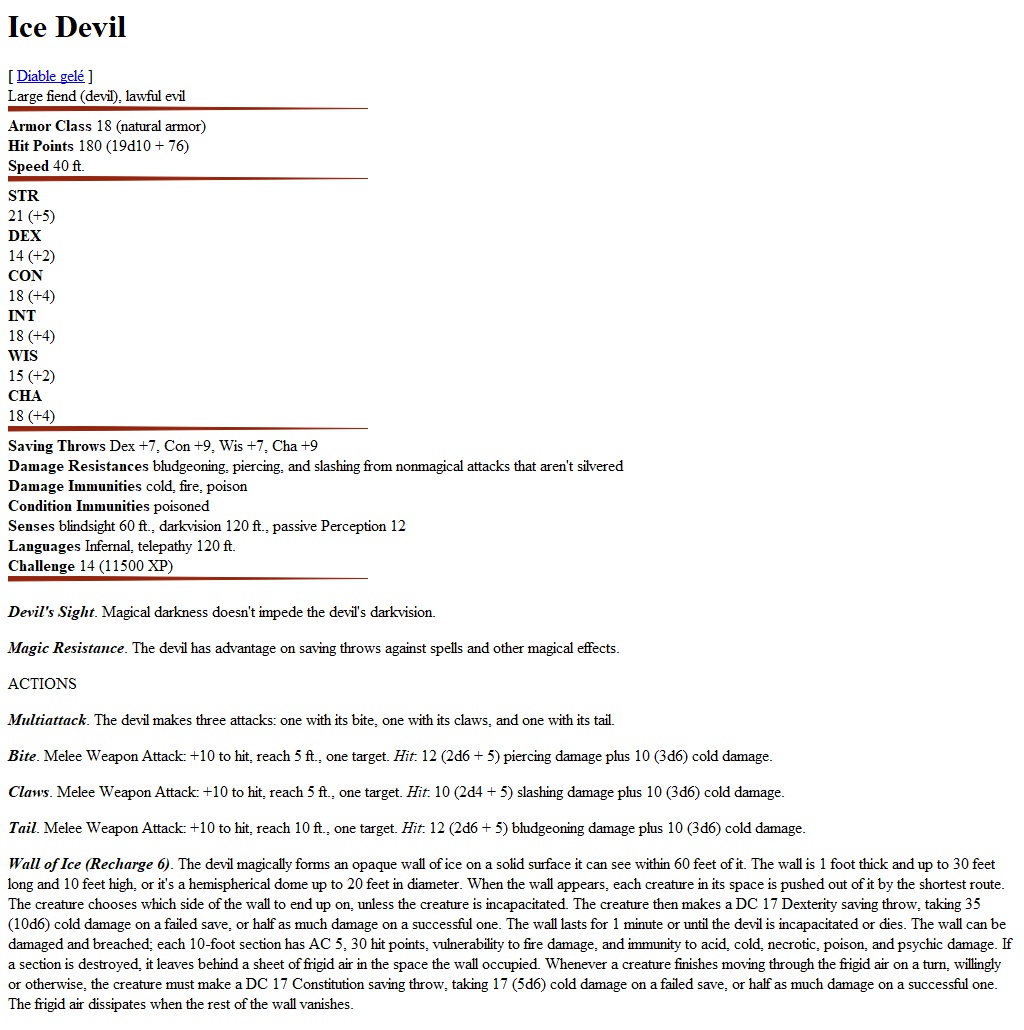 Ice Devil
[ Diable gelé ]
Large fiend (devil), lawful evil
Armor Class 18 (natural armor)
Hit Points 180 (19d10 + 76)
Speed 40 ft.
STR
21 (+5)
DEX
14 (+2)
CON
18 (+4)
INT
18 (+4)
WIS
15 (+2)
CHA
18 (+4)
Saving Throws Dex +7, Con +9, Wis +7, Cha +9
Damage Resistances bludgeoning, piercing, and slashing from nonmagical attacks that aren't silvered
Damage Immunities cold, fire, poison
Condition Immunities poisoned
Senses blindsight 60 ft., darkvision 120 ft., passive Perception 12
Languages Infernal, telepathy 120 ft.
Challenge 14 (11500 XP)
Devil's Sight. Magical darkness doesn't impede the devil's darkvision.
Magic Resistance. The devil has advantage on saving throws against spells and other magical effects.
ACTIONS
Multiattack. The devil makes three attacks: one with its bite, one with its claws, and one with its tail.
Bite. Melee Weapon Attack: +10 to hit, reach 5 ft., one target. Hit: 12 (2d6 + 5) piercing damage plus 10 (3d6) cold damage.
Claws. Melee Weapon Attack: +10 to hit, reach 5 ft., one target. Hit: 10 (2d4 + 5) slashing damage plus 10 (3d6) cold damage.
Tail. Melee Weapon Attack: +10 to hit, reach 10 ft., one target. Hit: 12 (2d6 + 5) bludgeoning damage plus 10 (3d6) cold damage.
Wall of Ice (Recharge 6). The devil magically forms an opaque wall of ice on a solid surface it can see within 60 feet of it. The wall is 1 foot thick and up to 30 feet
long and 10 feet high, or it's a hemispherical dome up to 20 feet in diameter. When the wall appears, each creature in its space is pushed out of it by the shortest route.
The creature chooses which side of the wall to end up on, unless the creature is incapacitated. The creature then makes a DC 17 Dexterity saving throw, taking 35
(10d6) cold damage on a failed save, or half as much damage on a successful one. The wall lasts for 1 minute or until the devil is incapacitated or dies. The wall can be
damaged and breached; each 10-foot section has AC 5, 30 hit points, vulnerability to fire damage, and immunity to acid, cold, necrotic, poison, and psychic damage. If
a section is destroyed, it leaves behind a sheet of frigid air in the space the wall occupied. Whenever a creature finishes moving through the frigid air on a turn, willingly
or otherwise, the creature must make a DC 17 Constitution saving throw, taking 17 (5d6) cold damage on a failed save, or half as much damage on a successful one.
The frigid air dissipates when the rest of the wall vanishes.